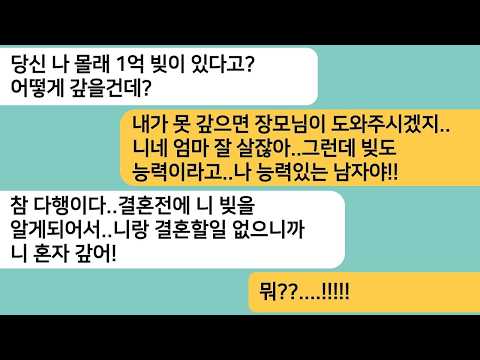 당신 나 몰래 1억 빚이 있다고?
어떻게 갚을건데?
내가 못 갚으면 장모님이 도와주시겠지..
니네 엄마 잘 살잖아..그런데 빚도
능력이라고..나 능력있는 남자야!!
참 다행이다..결혼전에 니 빚을
알게되어서..니랑 결혼할일 없으니까
니 혼자 갚어!
뭐??....!!!!!